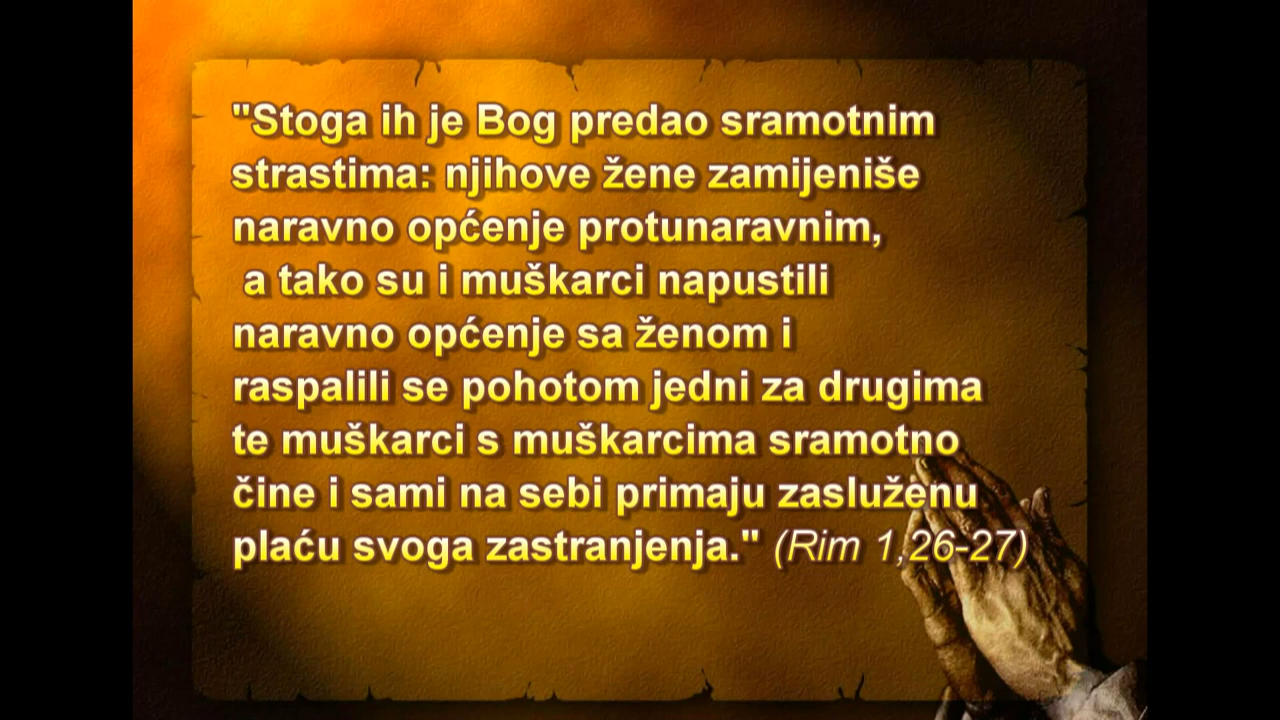 "Stoga ih je Bog predao sramotnim
strastima: njihove žene zamijeniše
naravno općenje protunaravnim,
a tako su i muškarci napustili
naravno općenje sa ženom i
raspalili se pohotom jedni za drugima
te muškarci s muškarcima sramotno
čine i sami na sebi primaju zasluženu
plaću svoga zastranjenja." (Rim 1,26-27)